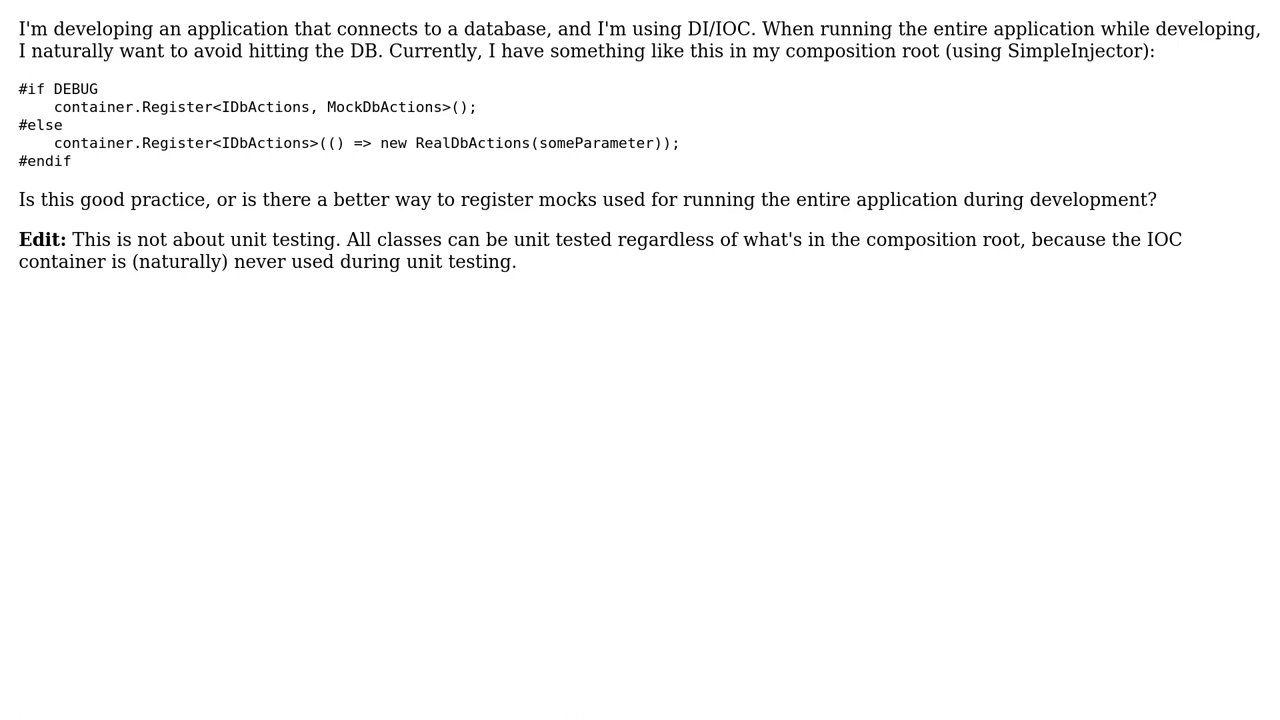 I'm developing an application that connects to a database, and I'm using DI/IOC. When running the entire application while developing,
I naturally want to avoid hitting the DB. Currently, I have something like this in my composition root (using SimpleInjector):
#if DEBUG
    container.Register<IDbActions, MockDbActions>();
#else
    container.Register<IDbActions>(() => new RealDbActions(someParameter));
#endif
Is this good practice, or is there a better way to register mocks used for running the entire application during development?
Edit: This is not about unit testing. All classes can be unit tested regardless of what's in the composition root, because the IOC
container is (naturally) never used during unit testing.